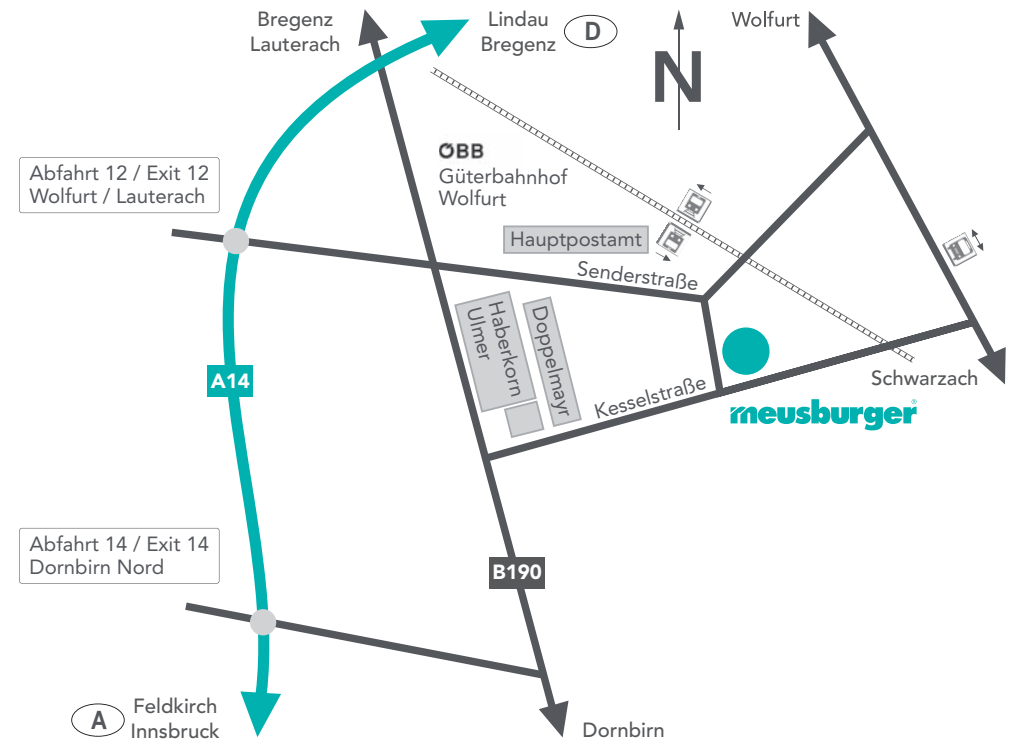 Bregenz
Lauterach
Lindau
Bregenz
D
N
Wolfurt
ÖBB
Güterbahnhof
Wolfurt
Abfahrt 12 / Exit 12
Wolfurt / Lauterach
Hauptpostamt
Senderstraße
Haberkorn
Ulmer
Doppelmayr
A14
Kesselstraße
Schwarzach
meusburger®
Abfahrt 14 / Exit 14
Dornbirn Nord
B190
A
Feldkirch
Innsbruck
Dornbirn